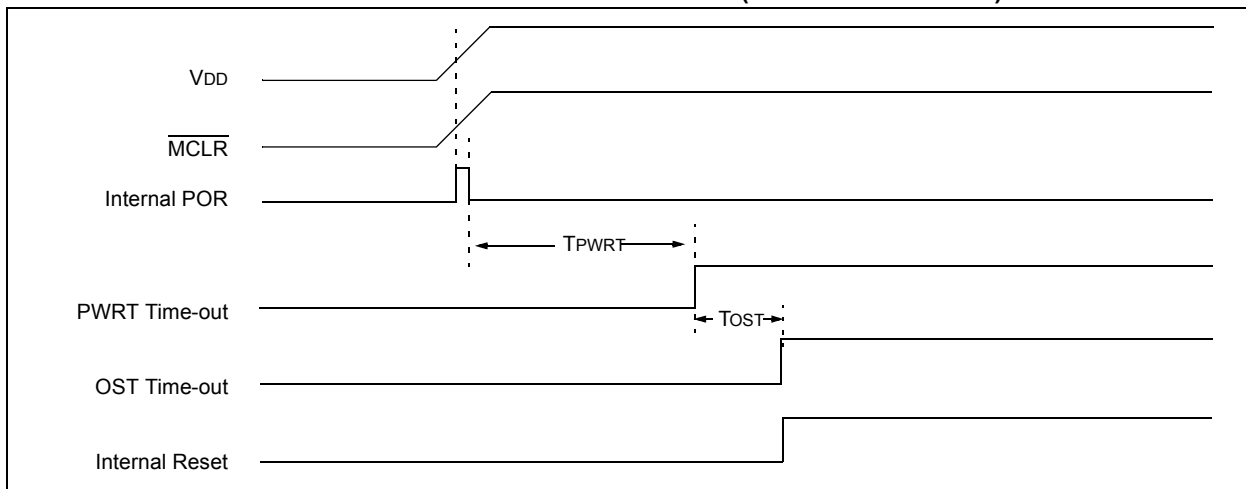 VDD
MCLR
Internal POR
TPWRT
PWRT Time-out
TOST
OST Time-out
Internal Reset